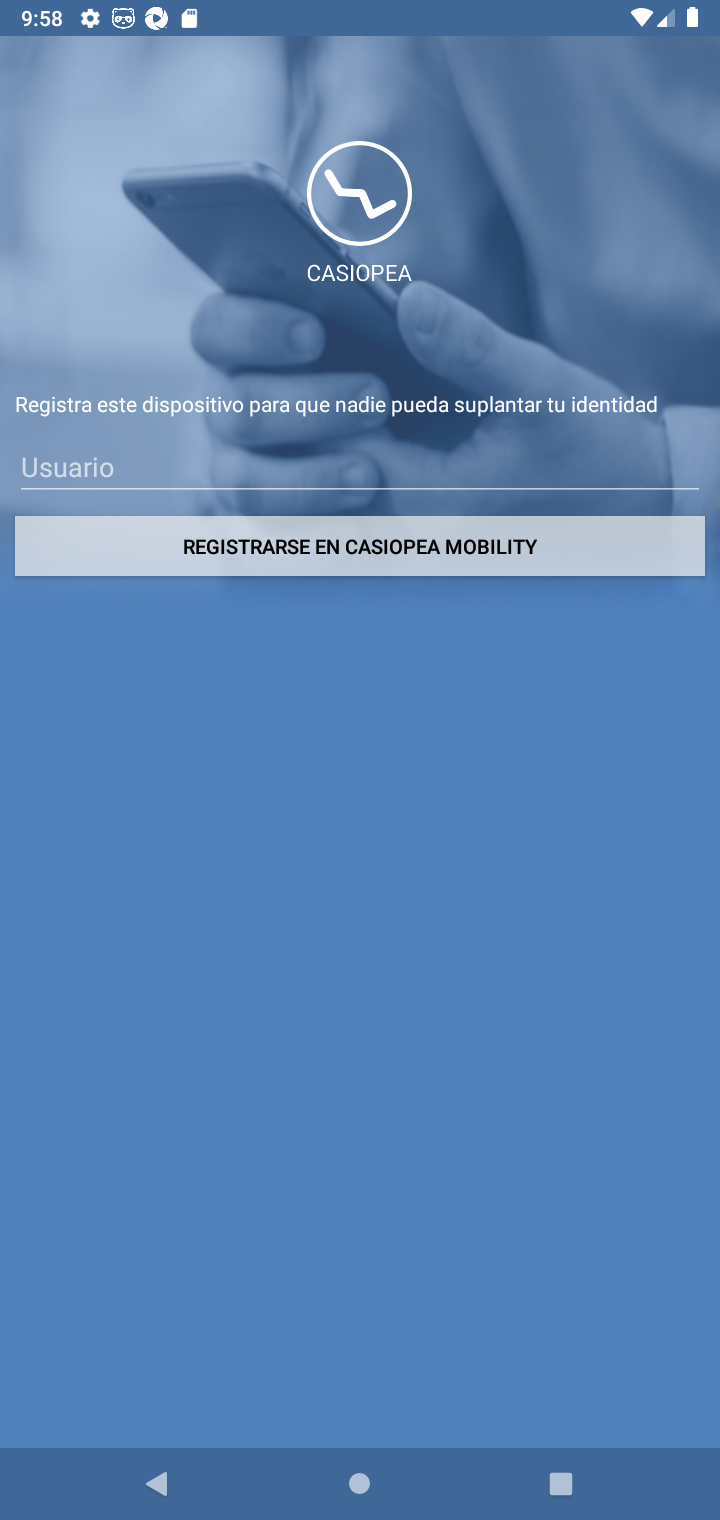 9:58
CASIOPEA
Registra este dispositivo para que nadie pueda suplantar tu identidad
Usuario
REGISTRARSE EN CASIOPEA MOBILITY